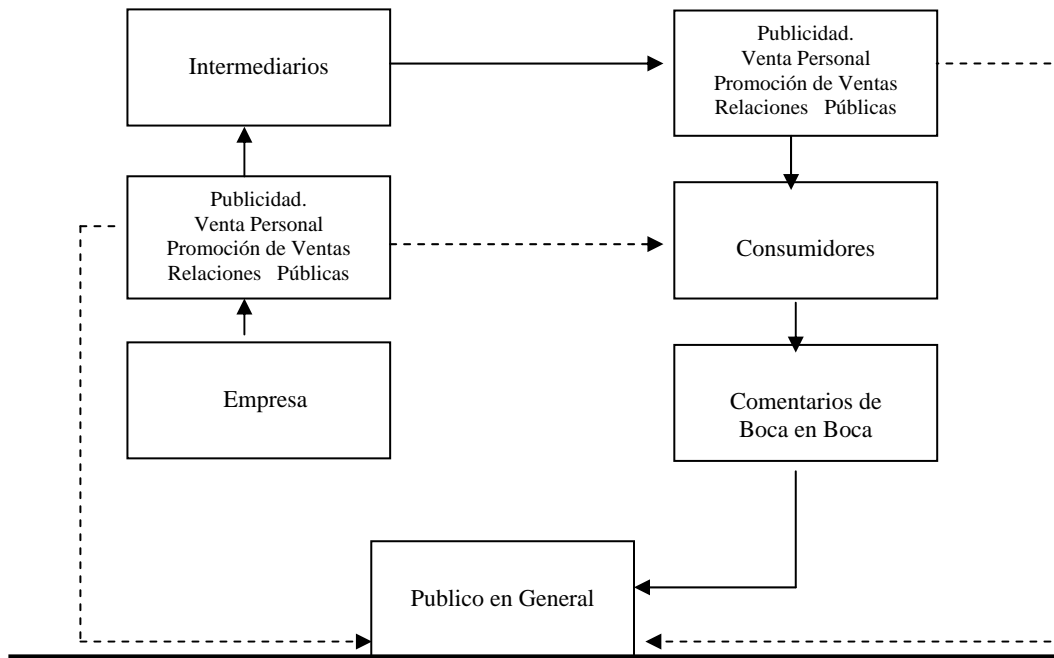 Intermediarios
Publicidad.
Venta Personal
Promoción de Ventas
Relaciones Públicas
Publicidad.
Venta Personal
Promoción de Ventas
Relaciones Públicas
Consumidores
Empresa
Comentarios de
Boca en Boca
Publico en General